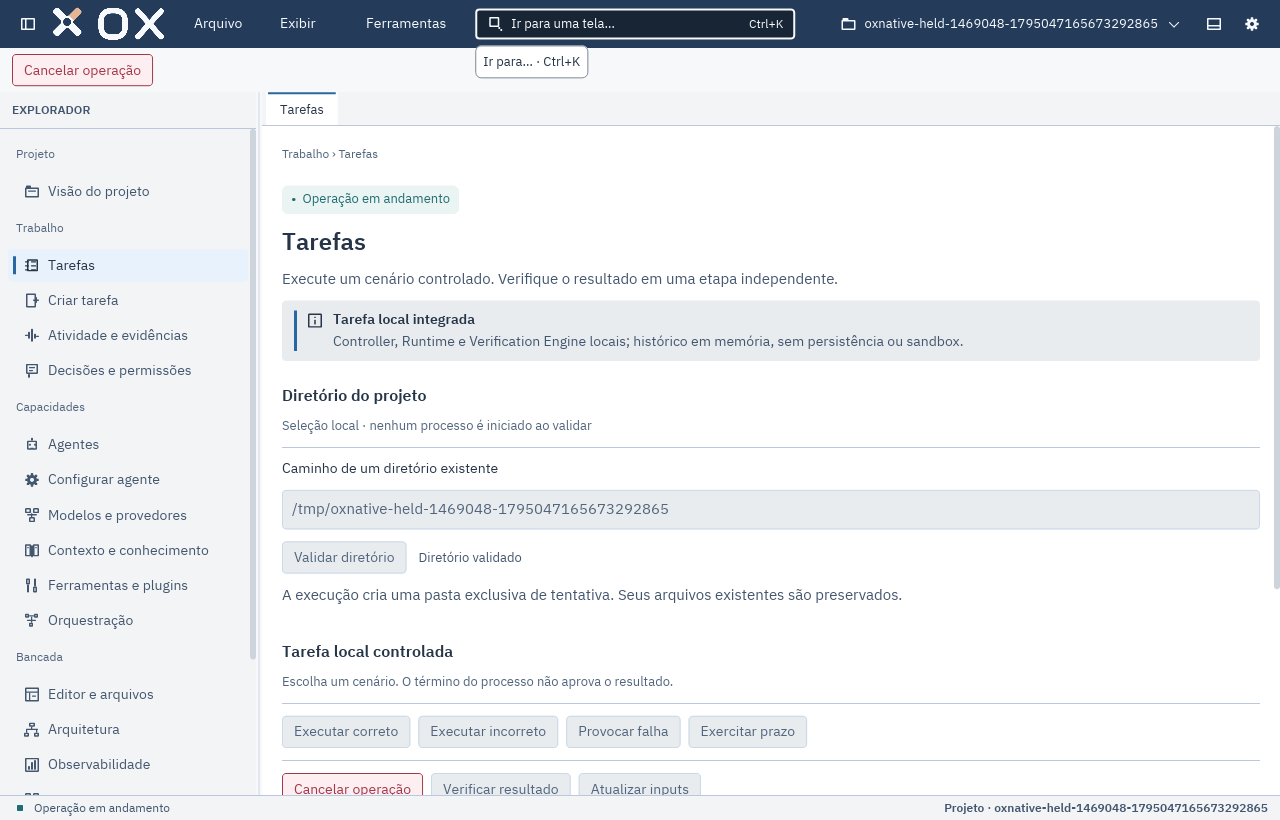 OX
Arquivo
Exibir
Ferramentas
Ir para uma tela...
Ctrl+K
oxnative-held-1469048-1795047165673292865
Ir para... · Ctrl+K
Cancelar operação
EXPLORADOR
Projeto
Visão do projeto
Trabalho
Tarefas
Criar tarefa
Atividade e evidências
Decisões e permissões
Capacidades
Agentes
Configurar agente
Modelos e provedores
Contexto e conhecimento
Ferramentas e plugins
Orquestração
Bancada
Editor e arquivos
Arquitetura
Observabilidade
Tarefas
Trabalho › Tarefas
• Operação em andamento
Tarefas
Execute um cenário controlado. Verifique o resultado em uma etapa independente.
Tarefa local integrada
Controller, Runtime e Verification Engine locais; histórico em memória, sem persistência ou sandbox.
Diretório do projeto
Seleção local · nenhum processo é iniciado ao validar
Caminho de um diretório existente
/tmp/oxnative-held-1469048-1795047165673292865
Validar diretório
Diretório validado
A execução cria uma pasta exclusiva de tentativa. Seus arquivos existentes são preservados.
Tarefa local controlada
Escolha um cenário. O término do processo não aprova o resultado.
Executar correto
Executar incorreto
Provocar falha
Exercitar prazo
Cancelar operação
Verificar resultado
Atualizar inputs
Operação em andamento
Projeto · oxnative-held-1469048-1795047165673292865